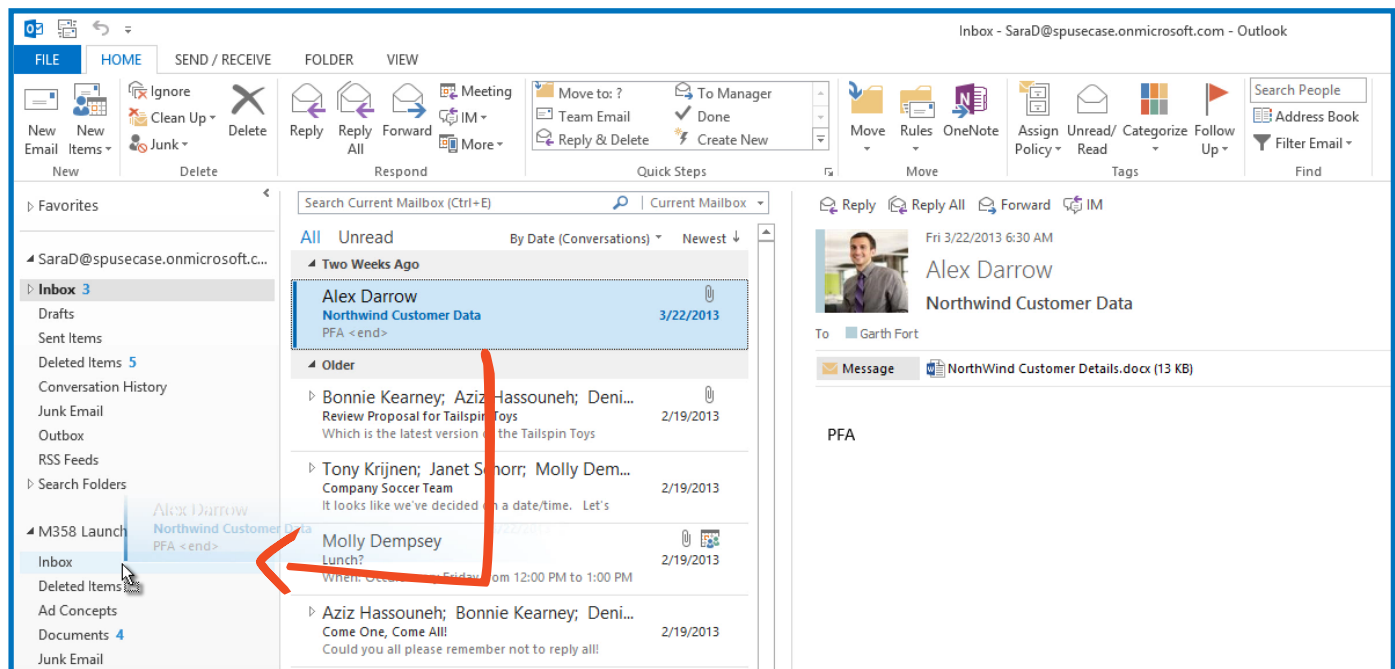 Inbox - SaraD@spusecase.onmicrosoft.com - Outlook
FILE HOME SEND / RECEIVE FOLDER VIEW
New Email
New Items
New
Ignore
Clean Up
Junk
Delete
Delete
Reply
Reply All
Forward
Meeting
IM
More
Respond
Move to: ?
Team Email
Reply & Delete
To Manager
Done
Create New
Quick Steps
Move
Rules
OneNote
Move
Assign Policy
Unread/ Read
Categorize
Follow Up
Tags
Search People
Address Book
Filter Email
Find
Favorites
SaraD@spusecase.onmicrosoft.c...
Inbox 3
Drafts
Sent Items
Deleted Items 5
Conversation History
Junk Email
Outbox
RSS Feeds
Search Folders
M358 Launch
Inbox
Deleted Items
Ad Concepts
Documents 4
Junk Email
Alex Darrow
Northwind Customer Data
PFA <end>
Search Current Mailbox (Ctrl+E) Current Mailbox
All Unread By Date (Conversations) Newest
Two Weeks Ago
Alex Darrow
Northwind Customer Data 3/22/2013
PFA <end>
Older
Bonnie Kearney; Aziz Hassouneh; Deni...
Review Proposal for Tailspin Toys 2/19/2013
Which is the latest version of the Tailspin Toys
Tony Krijnen; Janet Schorr; Molly Dem...
Company Soccer Team 2/19/2013
It looks like we've decided on a date/time. Let's
Molly Dempsey
Lunch? 2/19/2013
When: Friday from 12:00 PM to 1:00 PM
Aziz Hassouneh; Bonnie Kearney; Deni...
Come One, Come All! 2/19/2013
Could you all please remember not to reply all!
Reply Reply All Forward IM
Fri 3/22/2013 6:30 AM
Alex Darrow
Northwind Customer Data
To Garth Fort
Message NorthWind Customer Details.docx (13 KB)
PFA